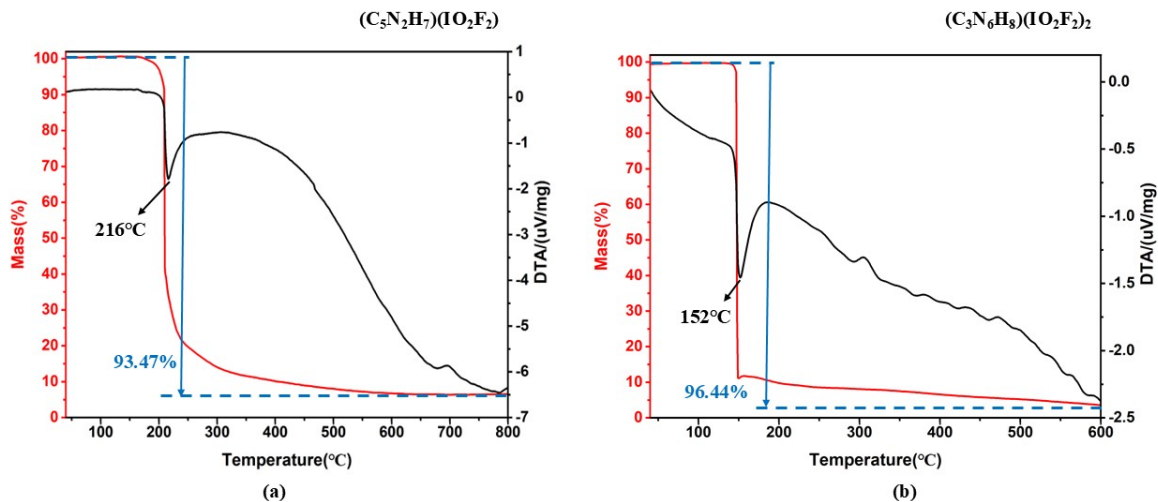 (C₅N₂H₇)(IO₂F₂)
100
90
80
70
60
50
40
30
20
10
0
Mass(%)
1
0
-1
-2
-3
-4
-5
-6
-7
DTA/(uV/mg)
216°C
93.47%
100 200 300 400 500 600 700 800
Temperature(°C)
(a)
(C₃N₆H₈)(IO₂F₂)₂
100
90
80
70
60
50
40
30
20
10
0
Mass(%)
0.0
-0.5
-1.0
-1.5
-2.0
-2.5
DTA/(uV/mg)
152°C
96.44%
100 200 300 400 500 600
Temperature(°C)
(b)